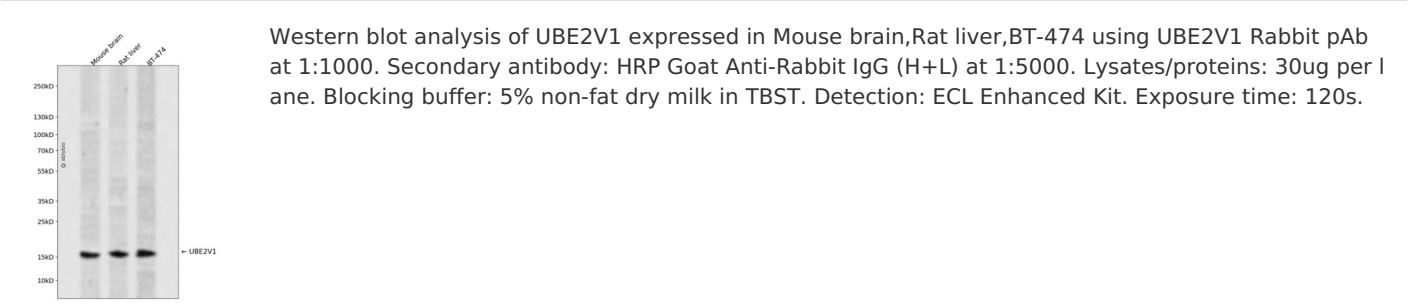 Mouse brain
Rat liver
BT-474
250kD
130kD
100kD
70kD
55kD
35kD
25kD
15kD
10kD
@ abybio
← UBE2V1
Western blot analysis of UBE2V1 expressed in Mouse brain,Rat liver,BT-474 using UBE2V1 Rabbit pAb
at 1:1000. Secondary antibody: HRP Goat Anti-Rabbit IgG (H+L) at 1:5000. Lysates/proteins: 30ug per l
ane. Blocking buffer: 5% non-fat dry milk in TBST. Detection: ECL Enhanced Kit. Exposure time: 120s.